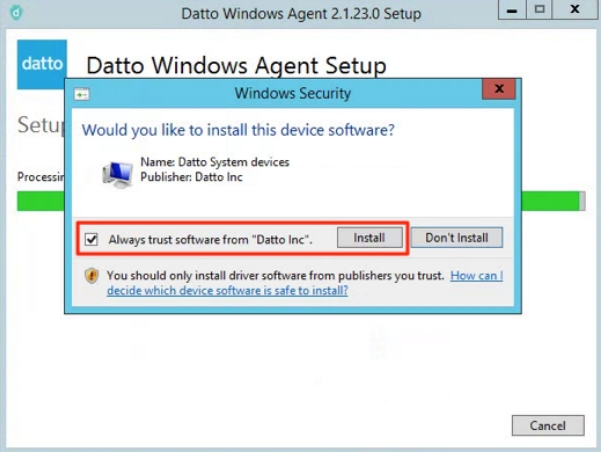 Datto Windows Agent 2.1.23.0 Setup
datto
Datto Windows Agent Setup
Windows Security
Would you like to install this device software?
Name: Datto System devices
Publisher: Datto Inc
Always trust software from "Datto Inc".
Install
Don't Install
You should only install driver software from publishers you trust. How can I
decide which device software is safe to install?
Cancel